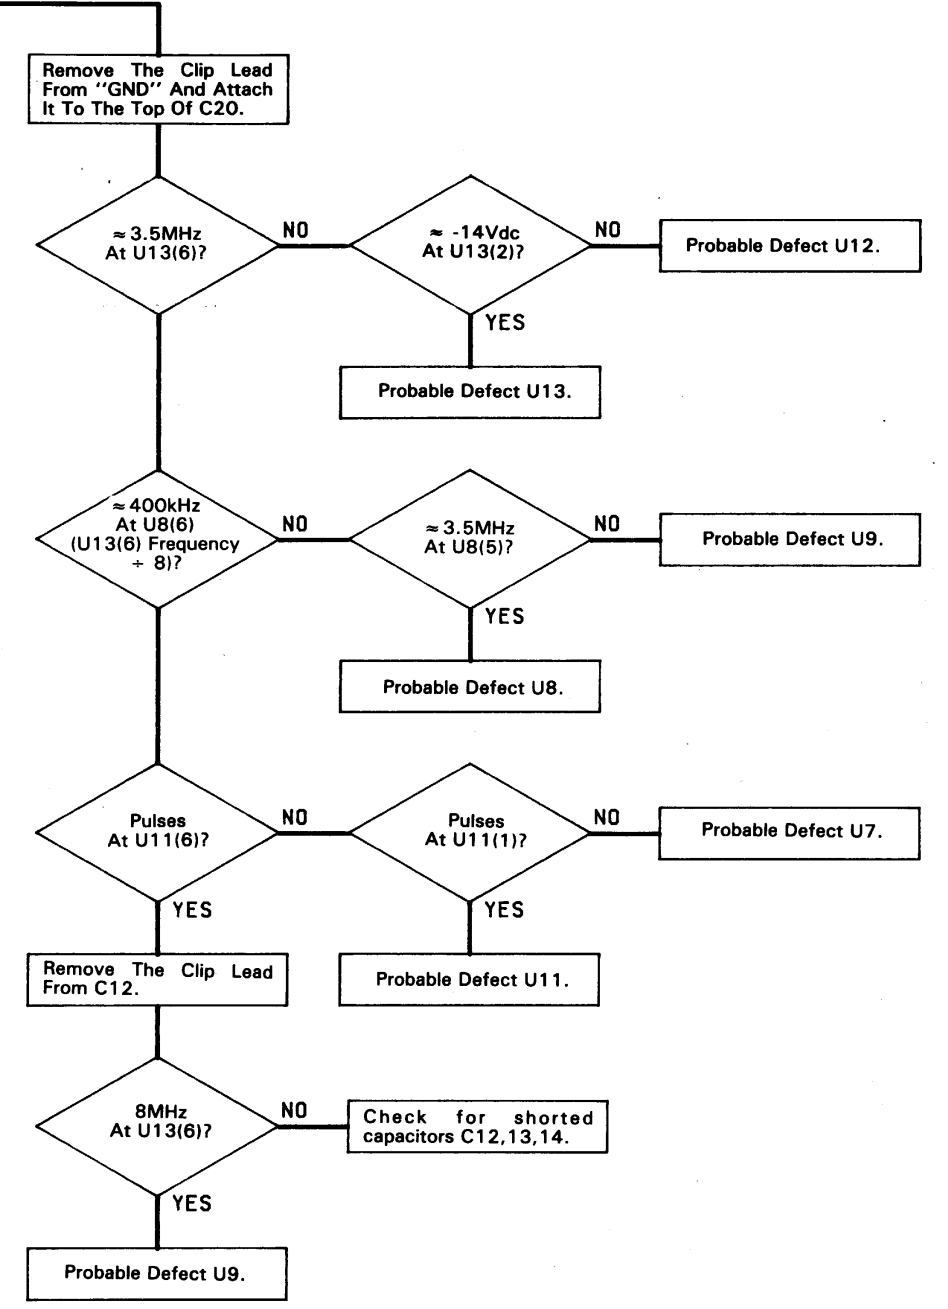 Remove The Clip Lead
From "GND" And Attach
It To The Top Of C20.
≈ 3.5MHz
At U13(6)?
NO
≈ -14Vdc
At U13(2)?
NO
Probable Defect U12.
YES
Probable Defect U13.
≈ 400kHz
At U8(6)
(U13(6) Frequency
÷ 8)?
NO
≈ 3.5MHz
At U8(5)?
NO
Probable Defect U9.
YES
Probable Defect U8.
Pulses
At U11(6)?
NO
Pulses
At U11(1)?
NO
Probable Defect U7.
YES
YES
Remove The Clip Lead
From C12.
Probable Defect U11.
8MHz
At U13(6)?
NO
Check for shorted
capacitors C12,13,14.
YES
Probable Defect U9.